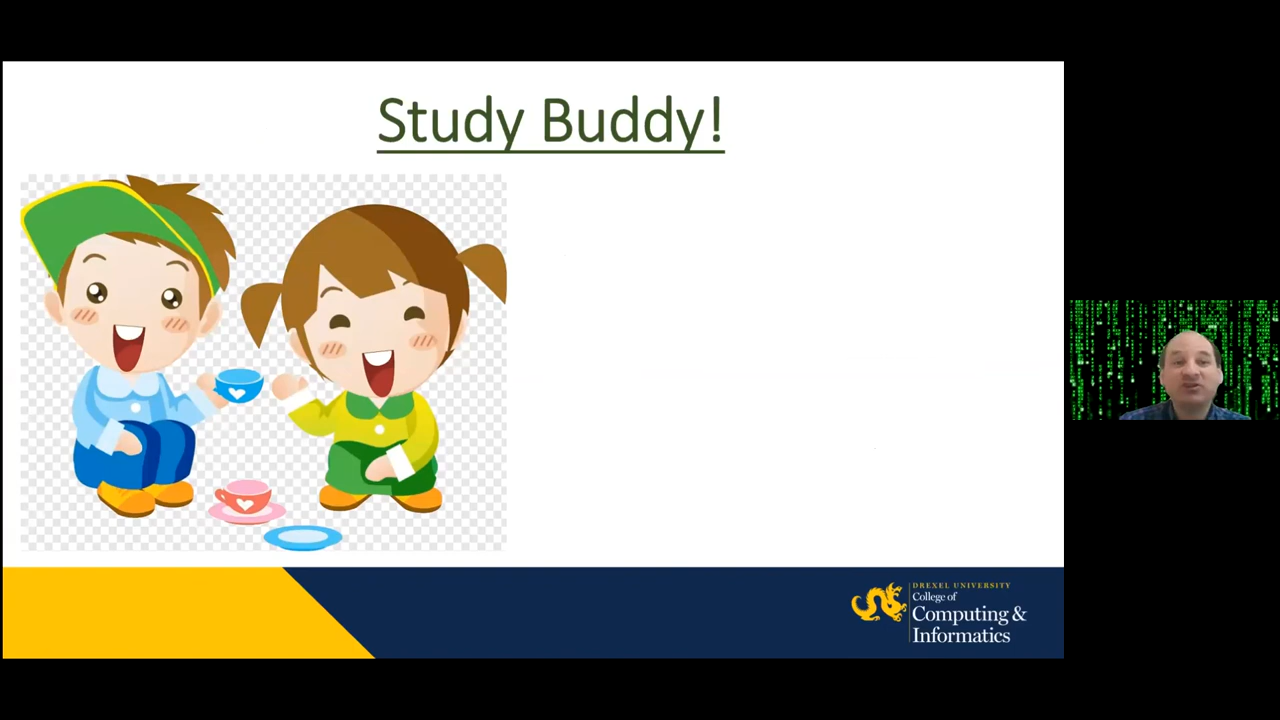 Study Buddy!
DREXEL UNIVERSITY
College of
Computing &
Informatics